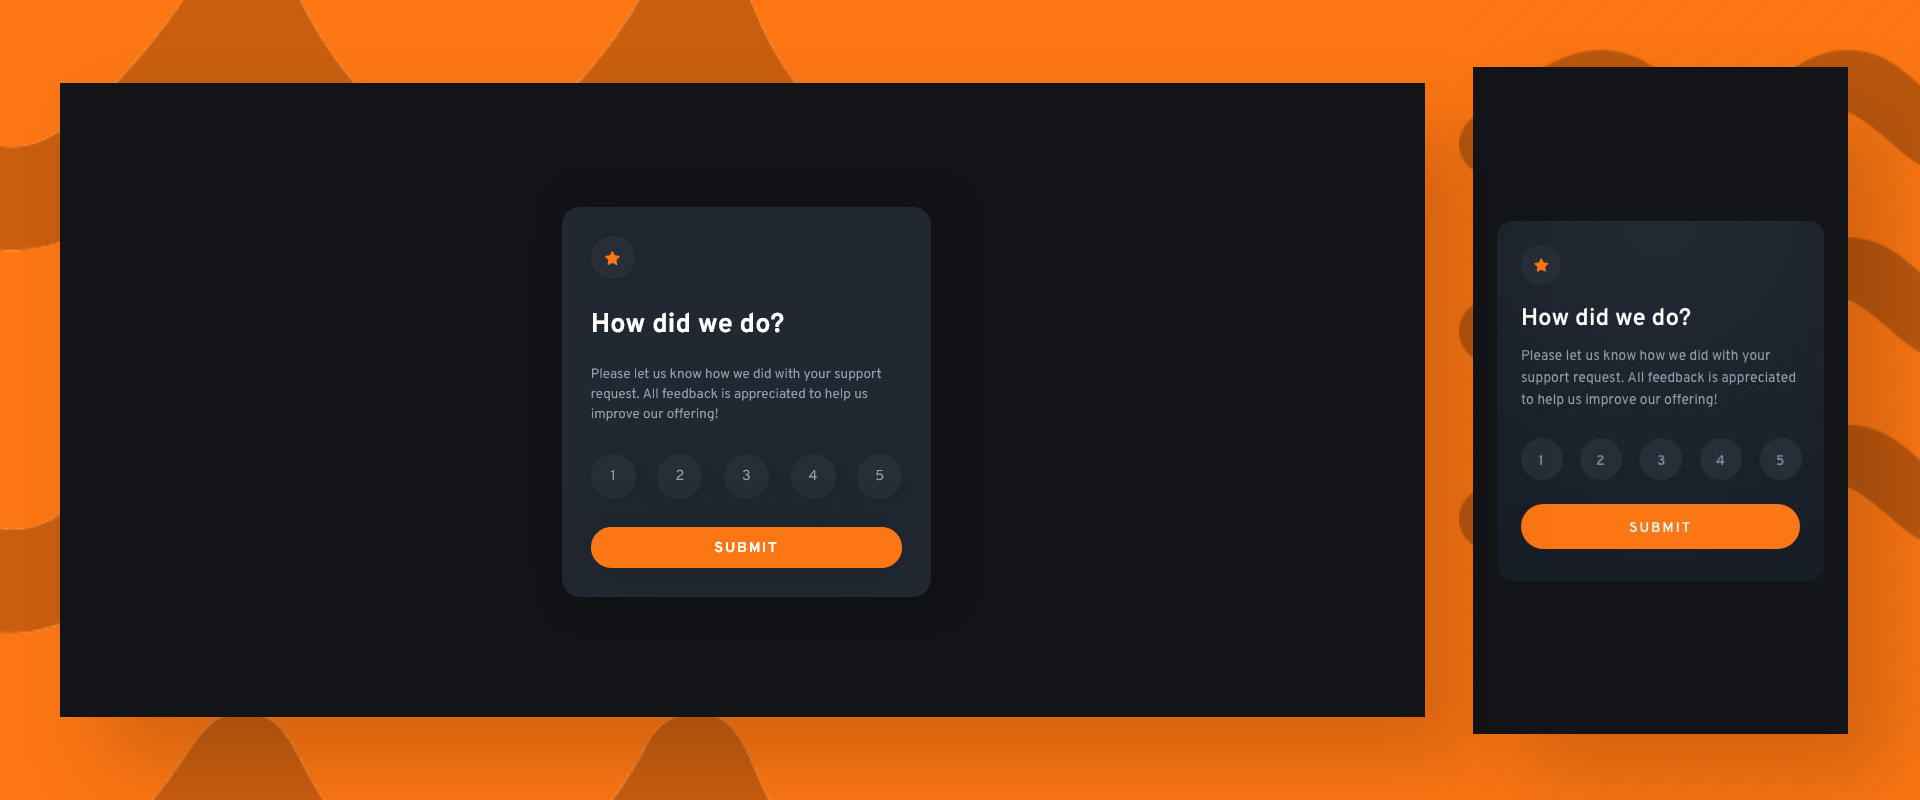 How did we do?
Please let us know how we did with your support
request. All feedback is appreciated to help us
improve our offering!
1 2 3 4 5
SUBMIT
How did we do?
Please let us know how we did with your
support request. All feedback is appreciated
to help us improve our offering!
1 2 3 4 5
SUBMIT